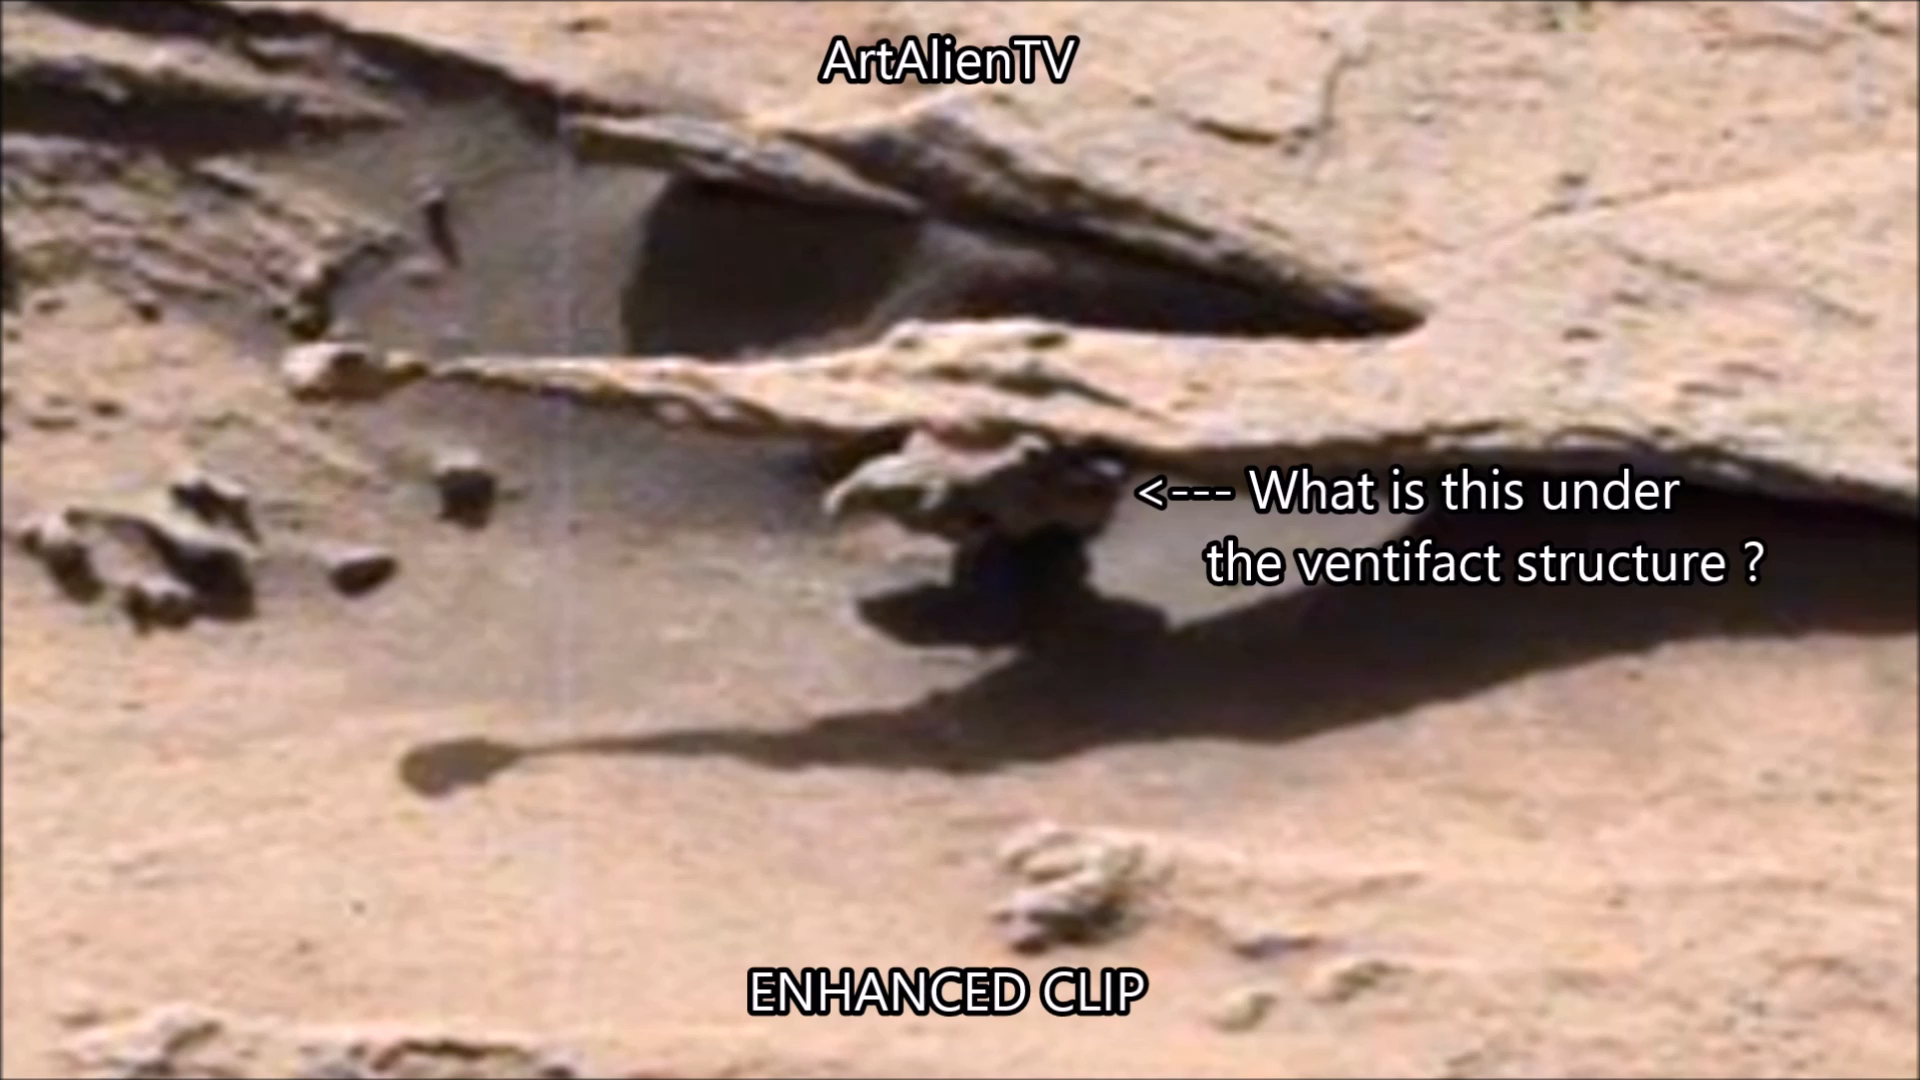 ArtAlienTV
<--- What is this under
the ventifact structure ?
ENHANCED CLIP